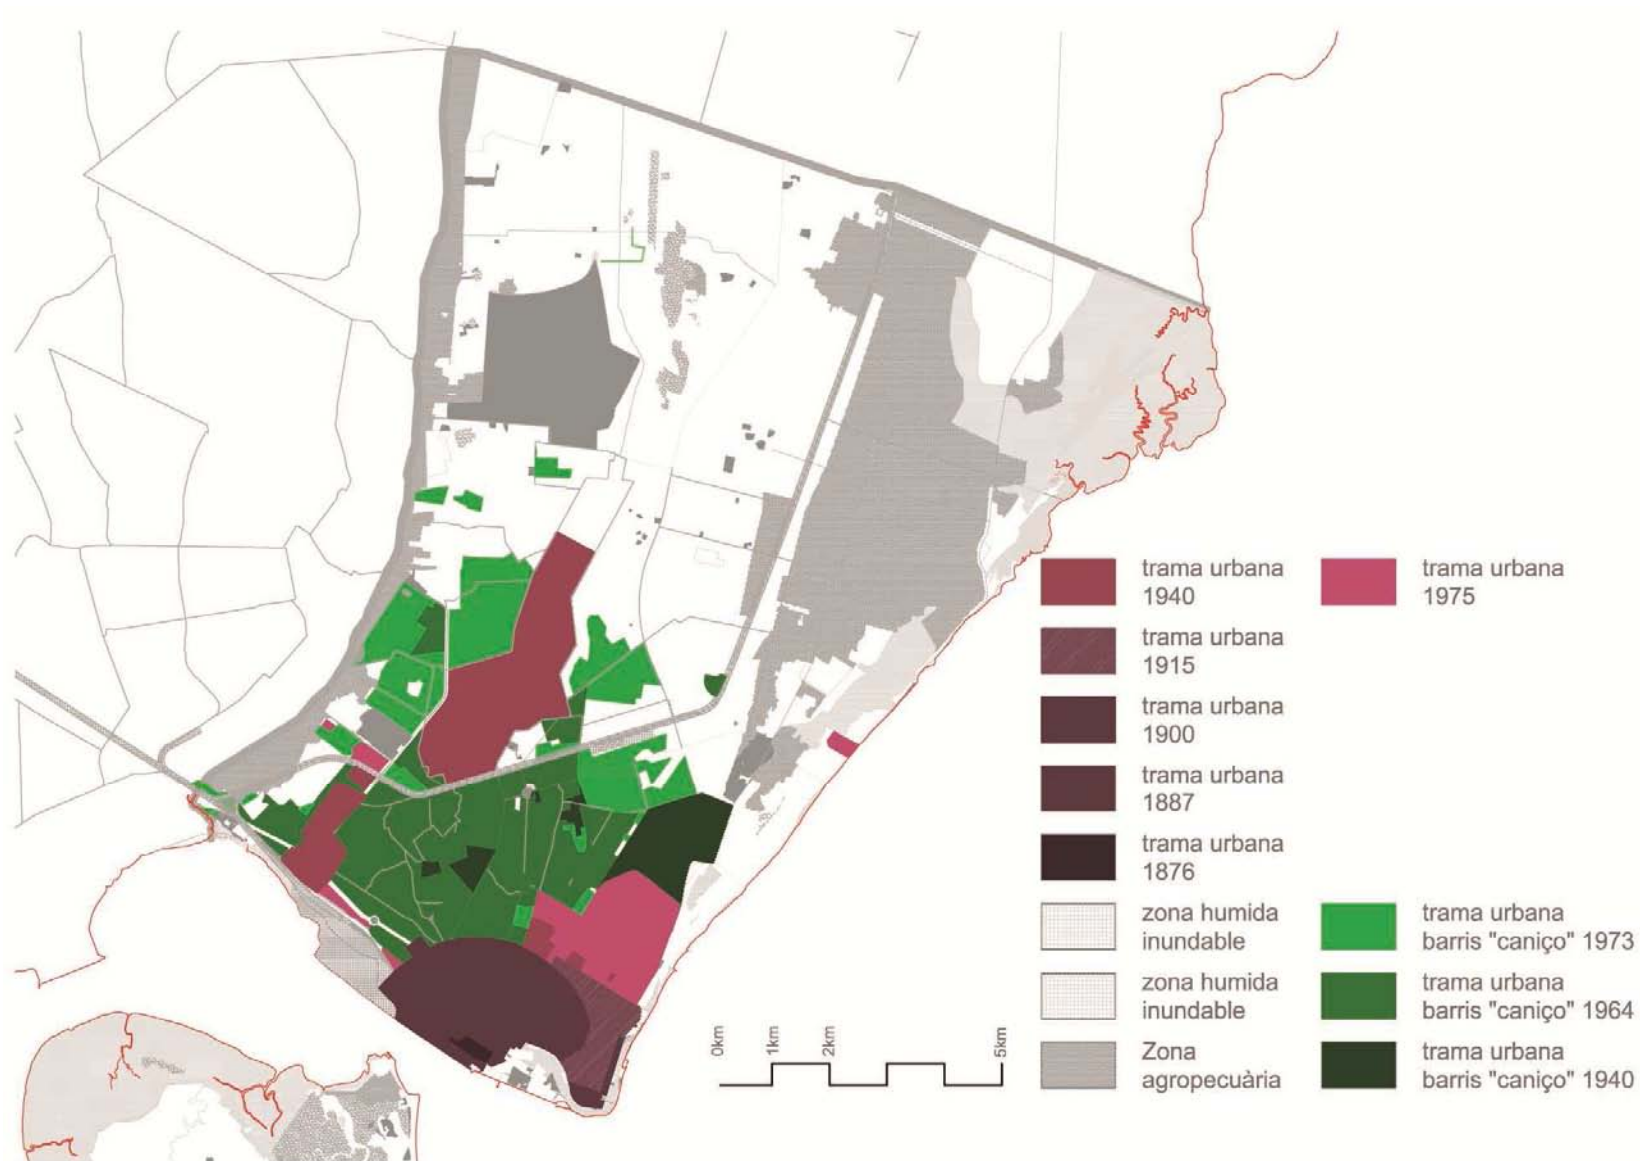 trama urbana
1940
trama urbana
1975
trama urbana
1915
trama urbana
1900
trama urbana
1887
trama urbana
1876
zona humida
inundable
trama urbana
barris "caniço" 1973
zona humida
inundable
trama urbana
barris "caniço" 1964
Zona
agropecuària
trama urbana
barris "caniço" 1940
0km
1km
2km
5km